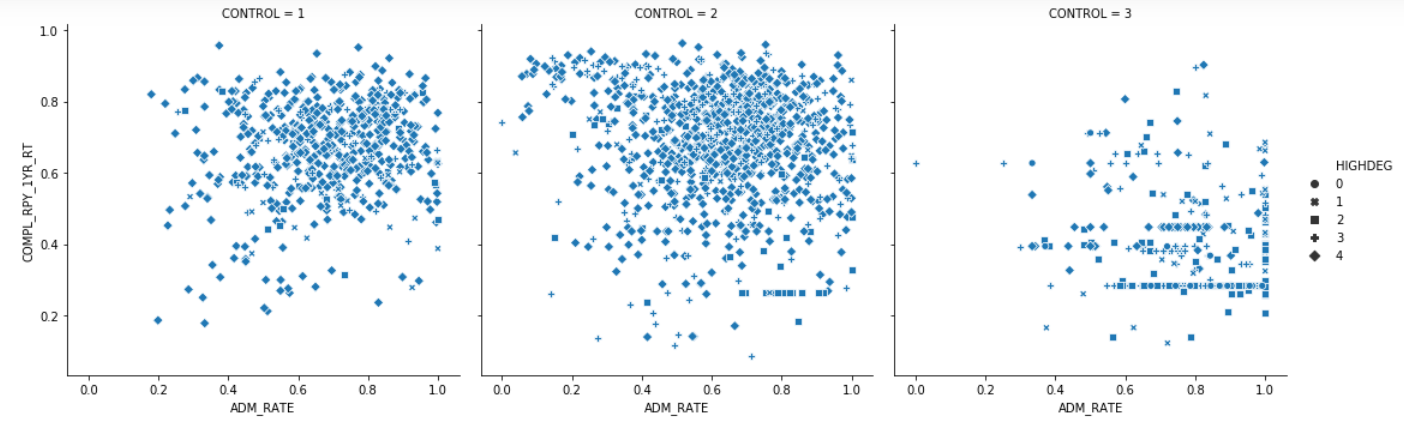 CONTROL = 1
CONTROL = 2
CONTROL = 3
COMPL_RPY_1YR_RT
1.0
0.8
0.6
0.4
0.2
0.0 0.2 0.4 0.6 0.8 1.0
0.0 0.2 0.4 0.6 0.8 1.0
0.0 0.2 0.4 0.6 0.8 1.0
ADM_RATE
ADM_RATE
ADM_RATE
HIGHDEG
0
1
2
3
4